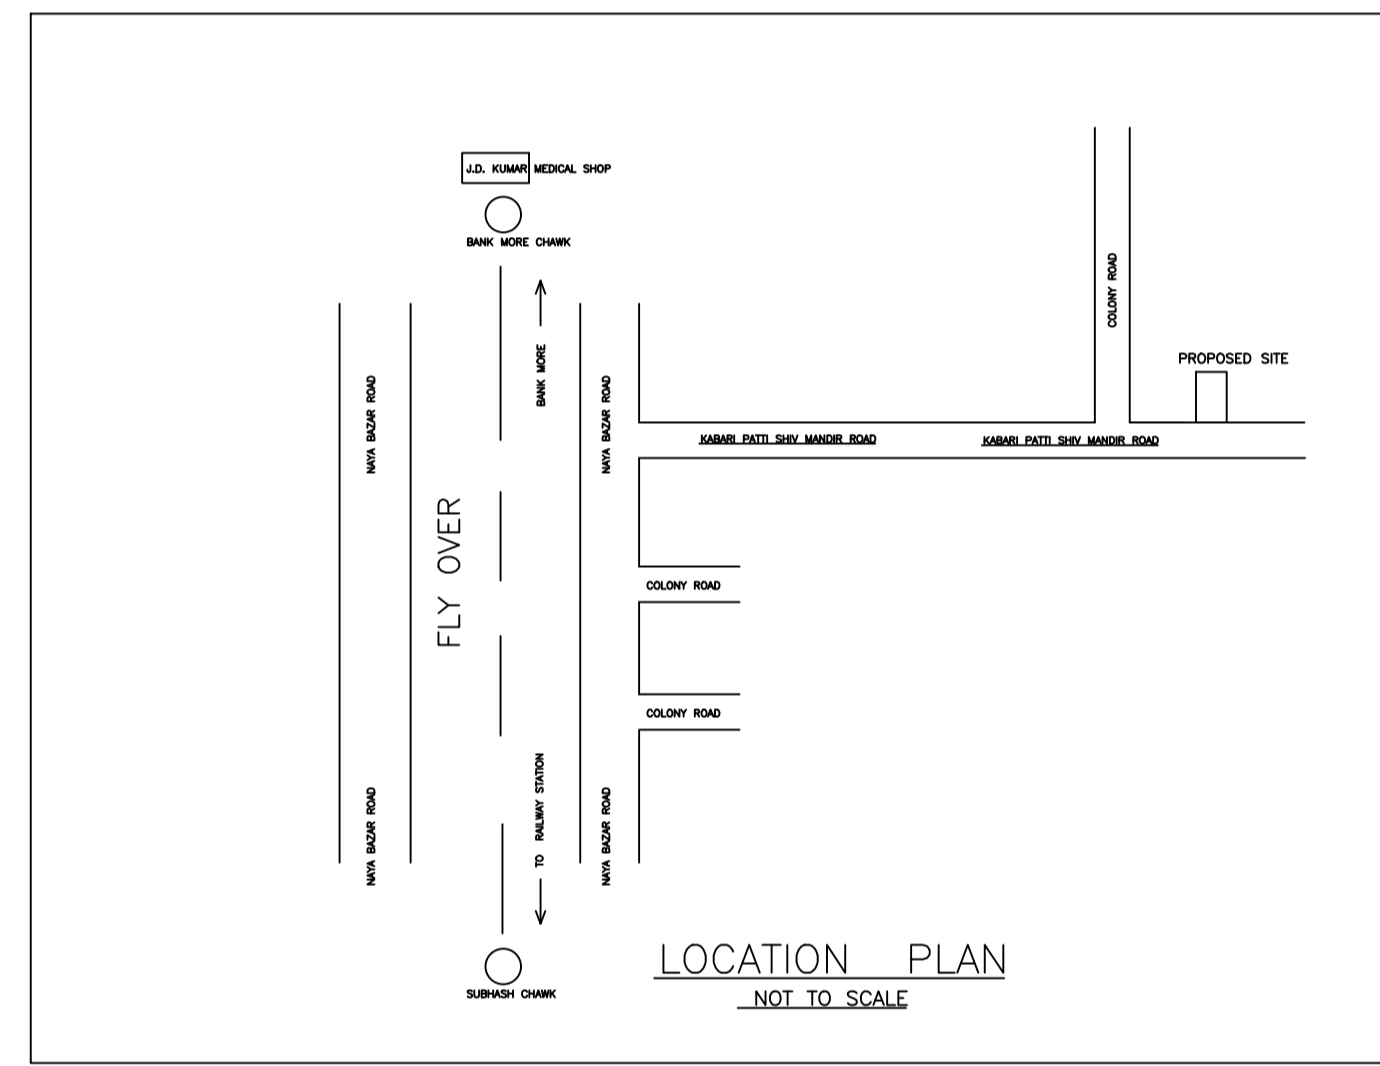 J.D. KUMAR MEDICAL SHOP
BANK MORE CHAWK
COLONY ROAD
BANK MORE
PROPOSED SITE
NAYA BAZAR ROAD
NAYA BAZAR ROAD
KABARI PATTI SHIV MANDIR ROAD
KABARI PATTI SHIV MANDIR ROAD
FLY OVER
COLONY ROAD
COLONY ROAD
TO RAILWAY STATION
NAYA BAZAR ROAD
NAYA BAZAR ROAD
LOCATION PLAN
NOT TO SCALE
SUBHASH CHAWK